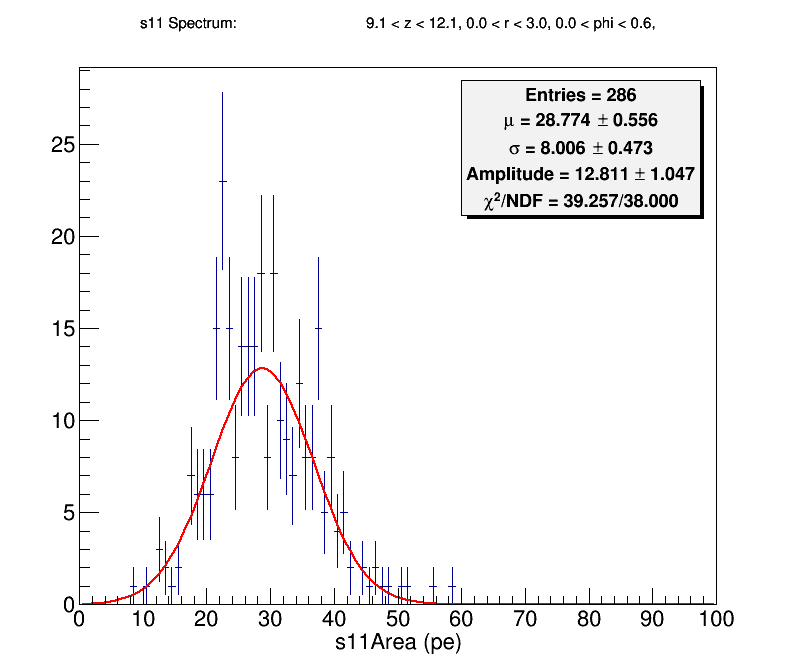 s11 Spectrum: 9.1 < z < 12.1, 0.0 < r < 3.0, 0.0 < phi < 0.6,
Entries = 286
μ = 28.774 ± 0.556
σ = 8.006 ± 0.473
Amplitude = 12.811 ± 1.047
χ²/NDF = 39.257/38.000
25
20
15
10
5
0
0 10 20 30 40 50 60 70 80 90 100
s11Area (pe)